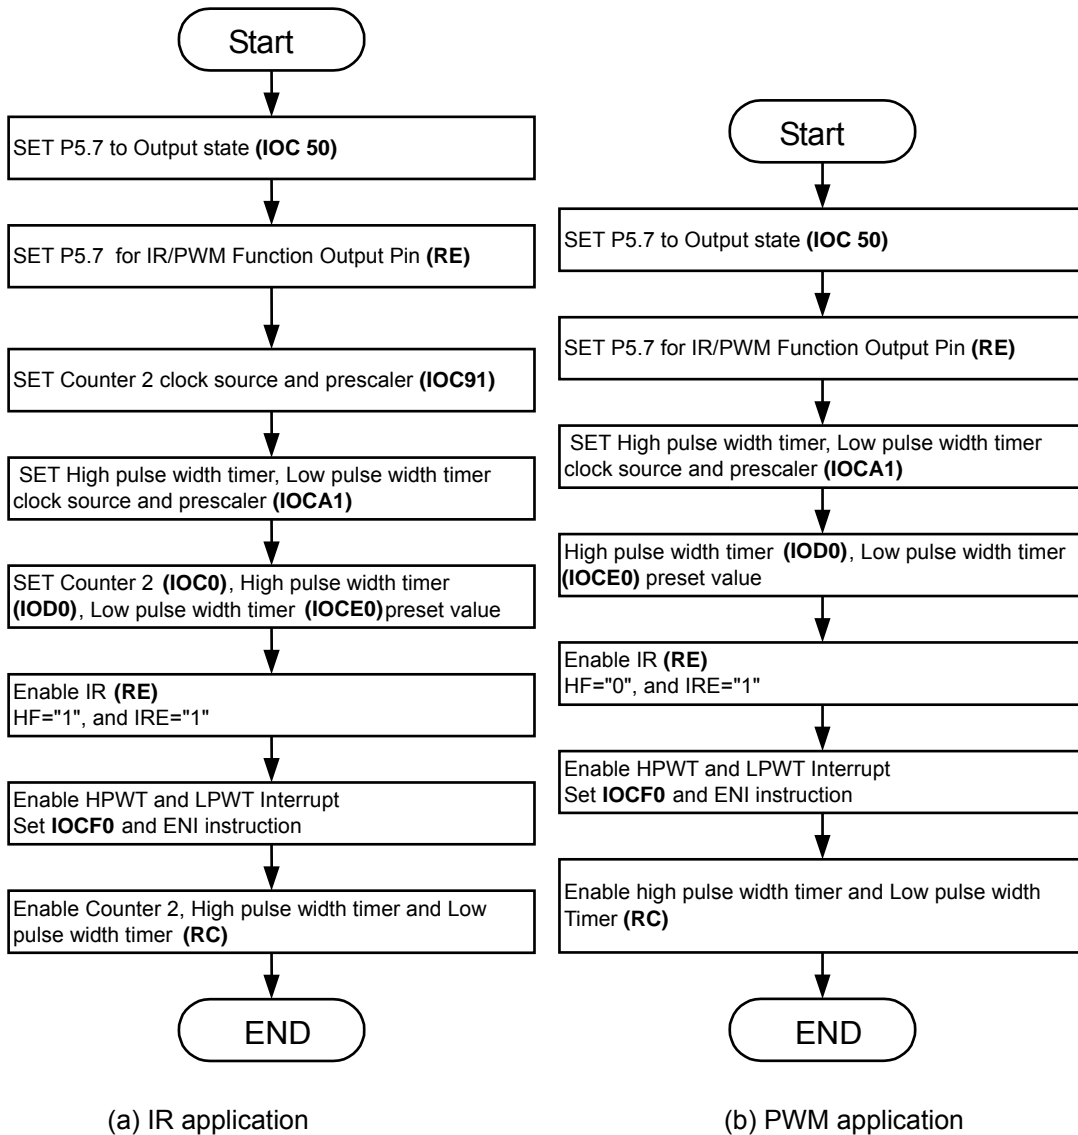 Start
SET P5.7 to Output state (IOC 50)
SET P5.7 for IR/PWM Function Output Pin (RE)
SET Counter 2 clock source and prescaler (IOC91)
SET High pulse width timer, Low pulse width timer
clock source and prescaler (IOCA1)
SET Counter 2 (IOC0), High pulse width timer
(IOD0), Low pulse width timer (IOCE0) preset value
Enable IR (RE)
HF="1", and IRE="1"
Enable HPWT and LPWT Interrupt
Set IOCF0 and ENI instruction
Enable Counter 2, High pulse width timer and Low
pulse width timer (RC)
END
(a) IR application
Start
SET P5.7 to Output state (IOC 50)
SET P5.7 for IR/PWM Function Output Pin (RE)
SET High pulse width timer, Low pulse width timer
clock source and prescaler (IOCA1)
High pulse width timer (IOD0), Low pulse width timer
(IOCE0) preset value
Enable IR (RE)
HF="0", and IRE="1"
Enable HPWT and LPWT Interrupt
Set IOCF0 and ENI instruction
Enable high pulse width timer and Low pulse width
Timer (RC)
END
(b) PWM application